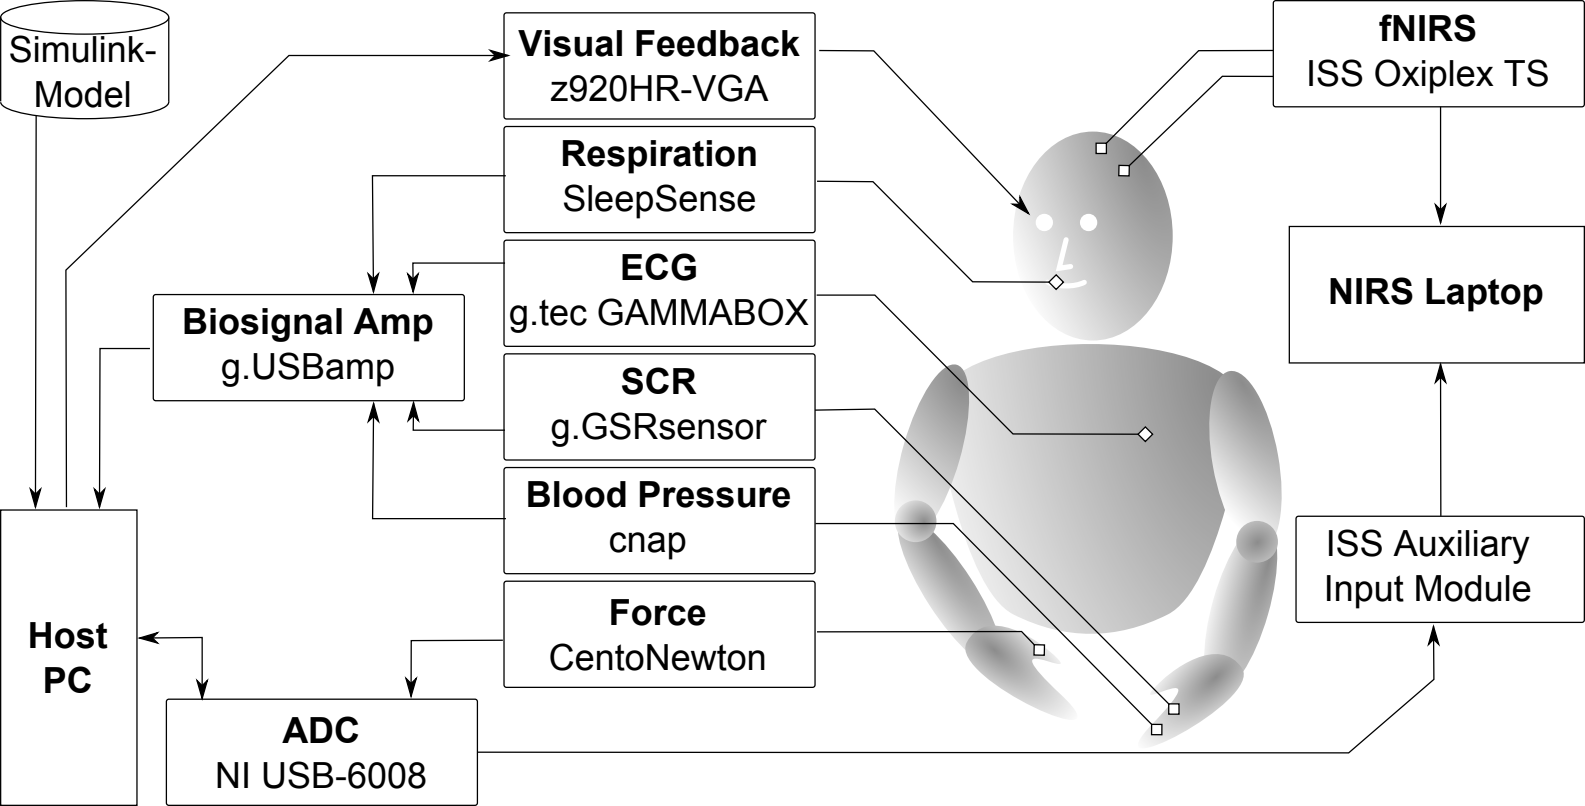 Simulink-
Model
Visual Feedback
z920HR-VGA
Respiration
SleepSense
ECG
g.tec GAMMABOX
SCR
g.GSRsensor
Blood Pressure
cnap
Force
CentoNewton
Biosignal Amp
g.USBamp
Host
PC
ADC
NI USB-6008
fNIRS
ISS Oxiplex TS
NIRS Laptop
ISS Auxiliary
Input Module